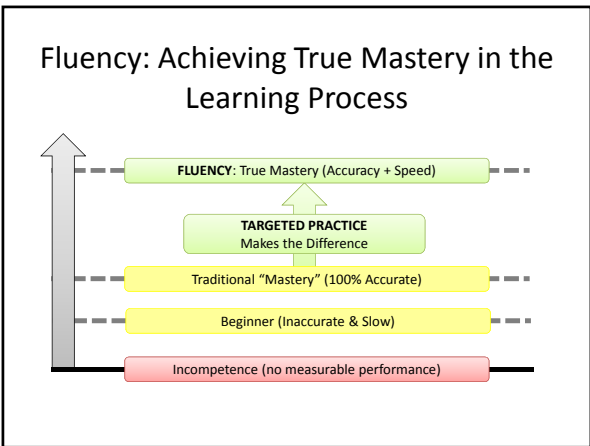 Fluency: Achieving True Mastery in the
Learning Process
FLUENCY: True Mastery (Accuracy + Speed)
TARGETED PRACTICE
Makes the Difference
Traditional “Mastery” (100% Accurate)
Beginner (Inaccurate & Slow)
Incompetence (no measurable performance)